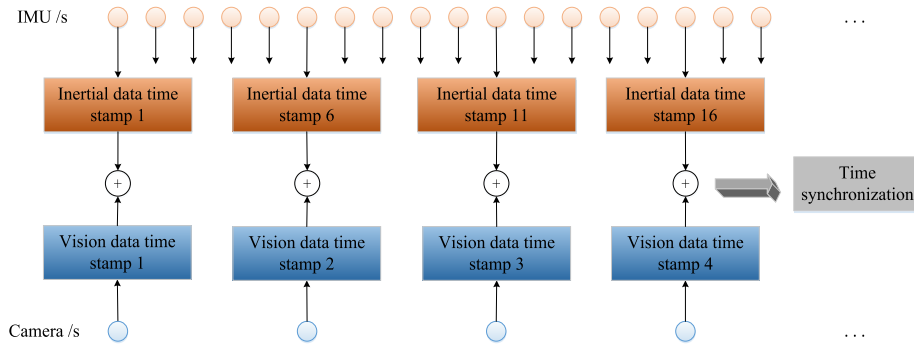 IMU /s
. . .
Inertial data time
stamp 1
Inertial data time
stamp 6
Inertial data time
stamp 11
Inertial data time
stamp 16
+
+
+
+
Time
synchronization
Vision data time
stamp 1
Vision data time
stamp 2
Vision data time
stamp 3
Vision data time
stamp 4
Camera /s
. . .